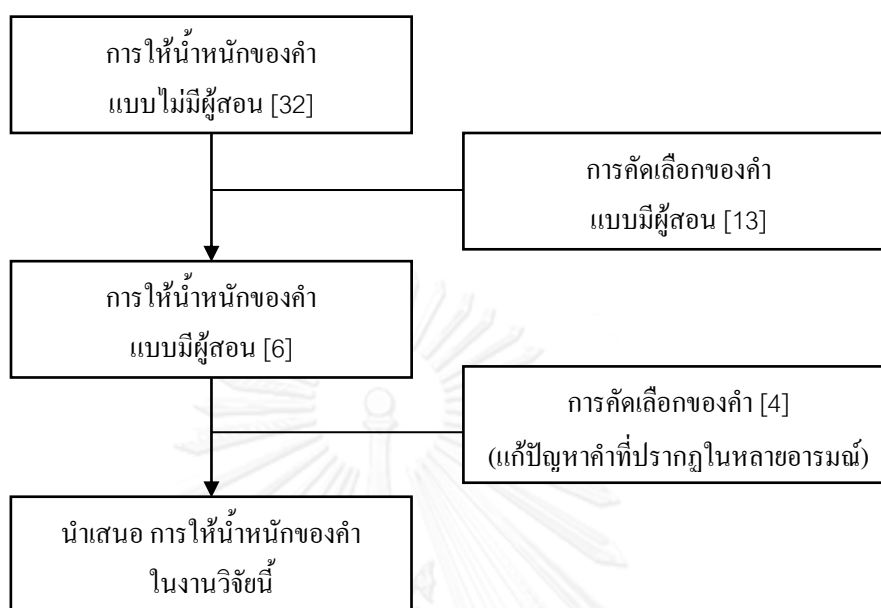 การให้น้ำหนักของคำ
แบบไม่มีผู้สอน [32]
การคัดเลือกของคำ
แบบมีผู้สอน [13]
การให้น้ำหนักของคำ
แบบมีผู้สอน [6]
การคัดเลือกของคำ [4]
(แก้ปัญหาคำที่ปรากฏในหลายอารมณ์)
นำเสนอ การให้น้ำหนักของคำ
ในงานวิจัยนี้